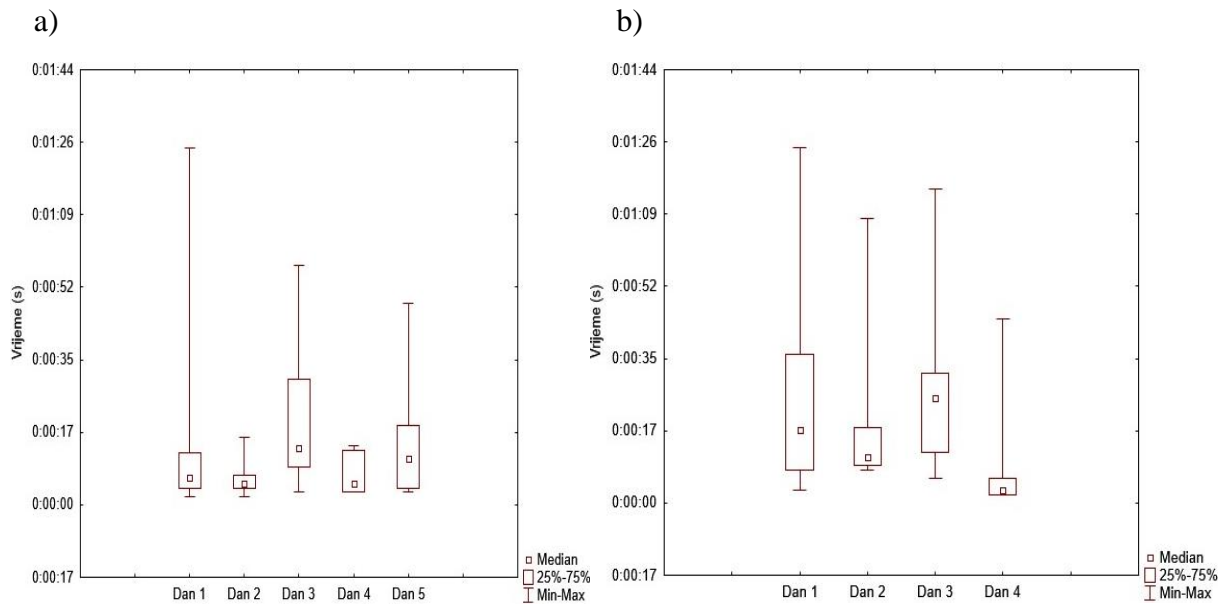 a)
0:01:44
0:01:26
0:01:09
0:00:52
0:00:35
0:00:17
0:00:00
0:00:17
Vrijeme (s)
Dan 1 Dan 2 Dan 3 Dan 4 Dan 5
Median
25%-75%
Min-Max
b)
0:01:44
0:01:26
0:01:09
0:00:52
0:00:35
0:00:17
0:00:00
0:00:17
Vrijeme (s)
Dan 1 Dan 2 Dan 3 Dan 4
Median
25%-75%
Min-Max